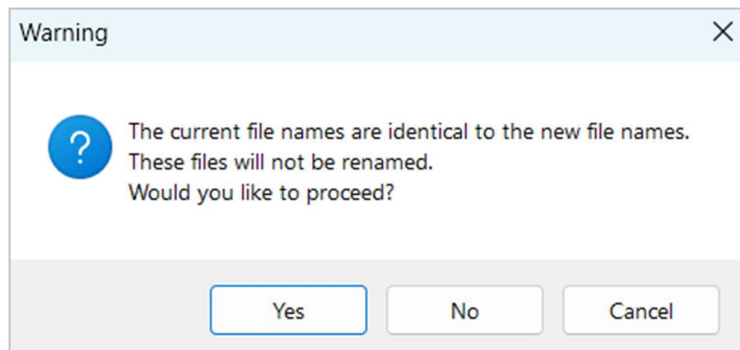 Warning
The current file names are identical to the new file names.
These files will not be renamed.
Would you like to proceed?
Yes
No
Cancel